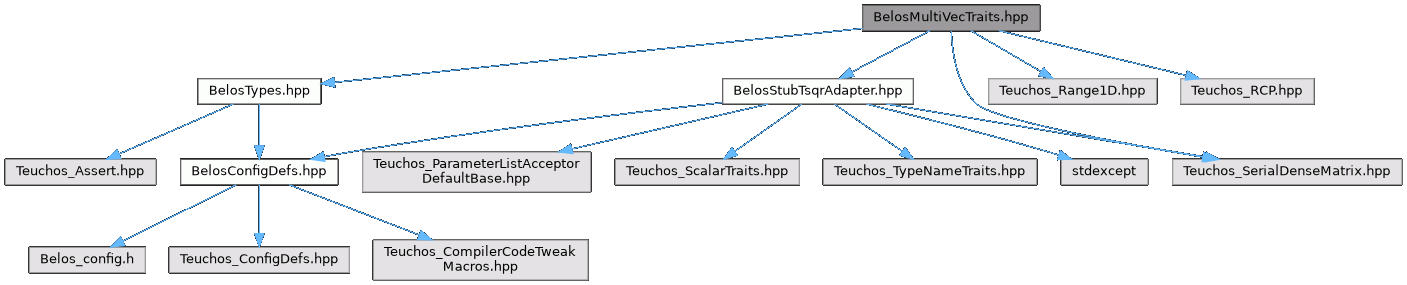 BelosMultiVecTraits.hpp
BelosTypes.hpp
BelosStubTsqrAdapter.hpp
Teuchos_Range1D.hpp
Teuchos_RCP.hpp
Teuchos_Assert.hpp
BelosConfigDefs.hpp
Teuchos_ParameterListAcceptor
DefaultBase.hpp
Teuchos_ScalarTraits.hpp
Teuchos_TypeNameTraits.hpp
stdexcept
Teuchos_SerialDenseMatrix.hpp
Belos_config.h
Teuchos_ConfigDefs.hpp
Teuchos_CompilerCodeTweak
Macros.hpp